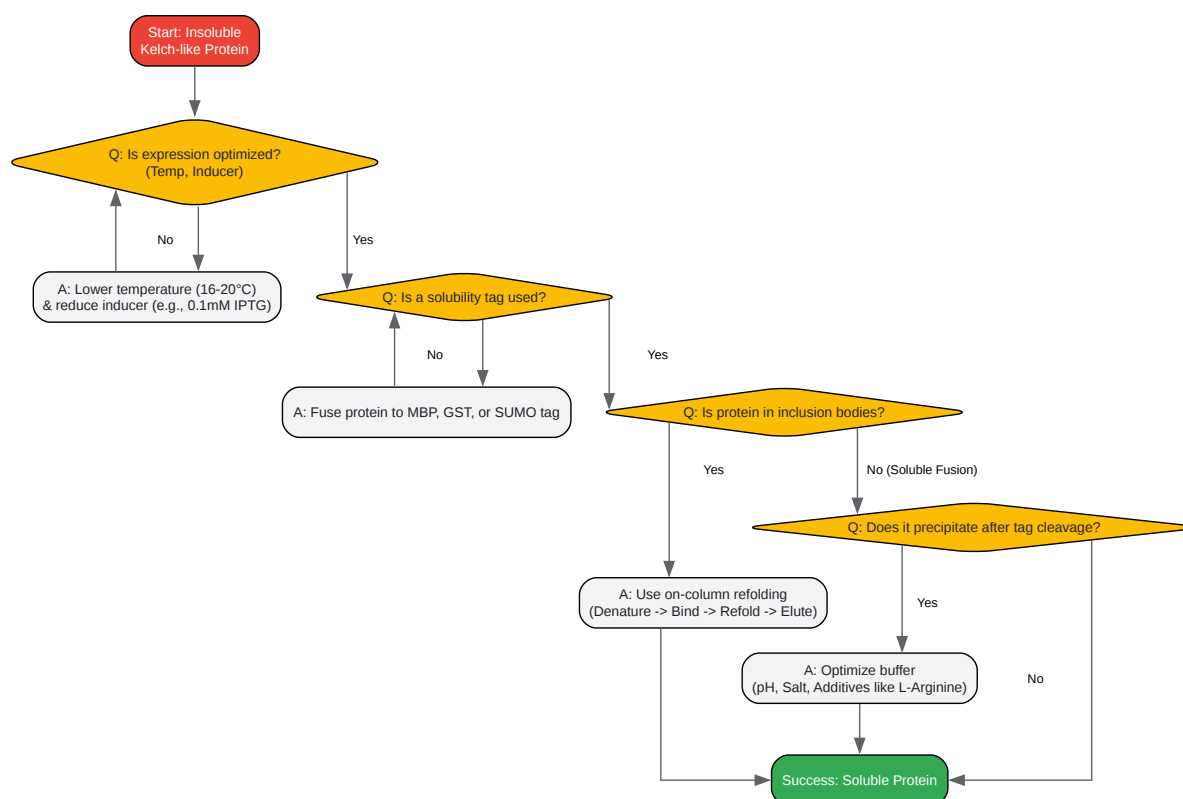 Start: Insoluble
Kelch-like Protein
Q: Is expression optimized?
(Temp, Inducer)
No
Yes
A: Lower temperature (16-20°C)
& reduce inducer (e.g., 0.1mM IPTG)
Q: Is a solubility tag used?
No
Yes
A: Fuse protein to MBP, GST, or SUMO tag
Q: Is protein in inclusion bodies?
Yes
No (Soluble Fusion)
Q: Does it precipitate after tag cleavage?
A: Use on-column refolding
(Denature -> Bind -> Refold -> Elute)
Yes
A: Optimize buffer
(pH, Salt, Additives like L-Arginine)
No
Success: Soluble Protein